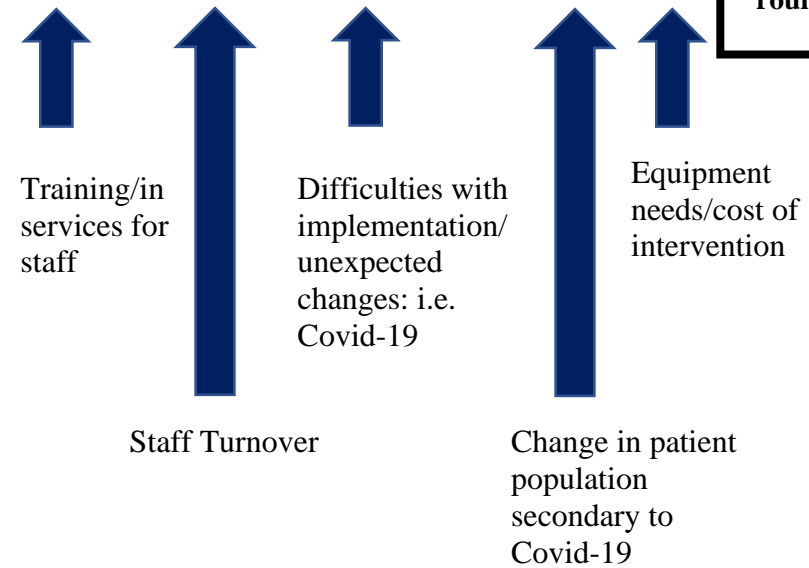 Training/in
services for
staff
Difficulties with
implementation/
unexpected
changes: i.e.
Covid-19
Equipment
needs/cost of
intervention
Staff Turnover
Change in patient
population
secondary to
Covid-19